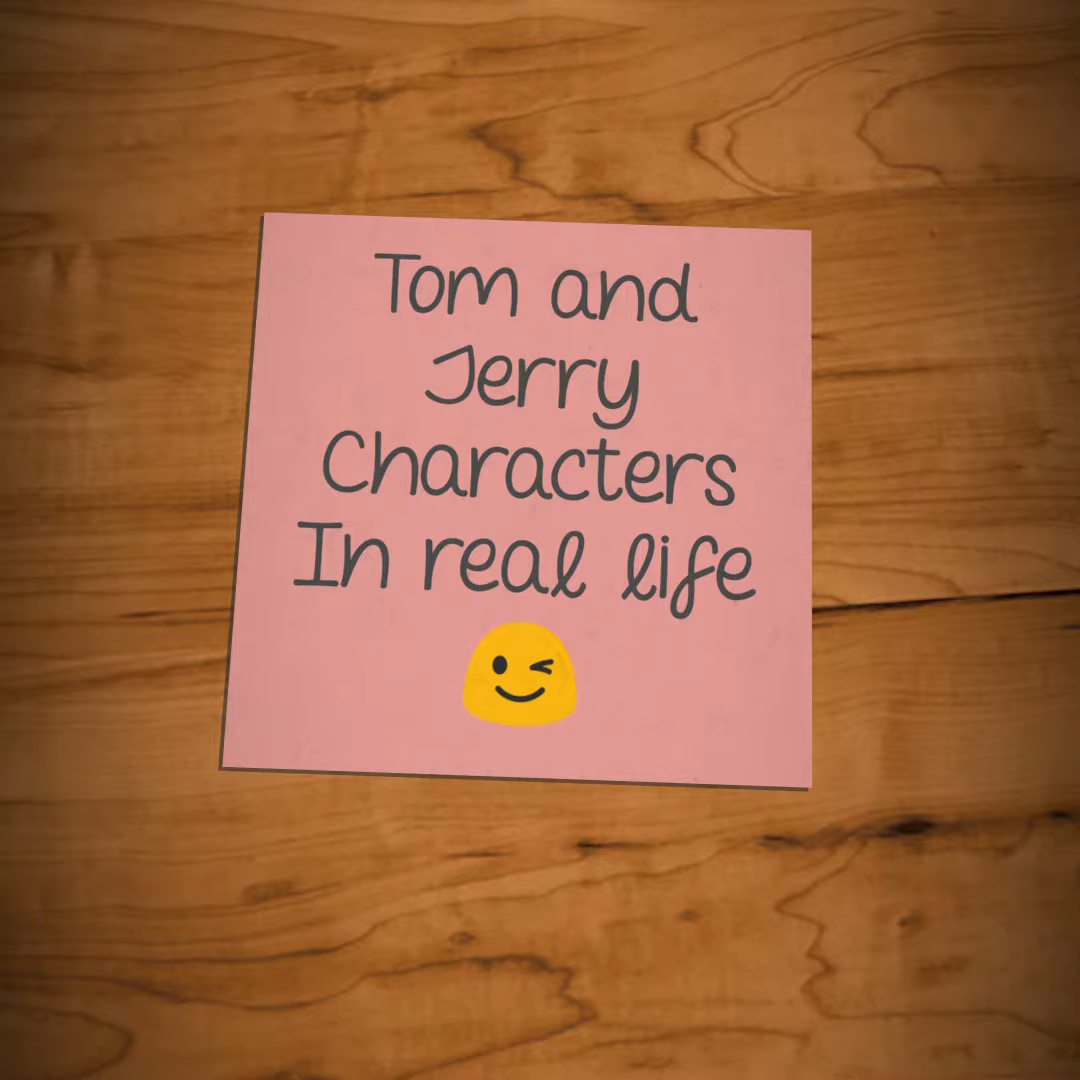 Tom and
Jerry
Characters
In real life
😉